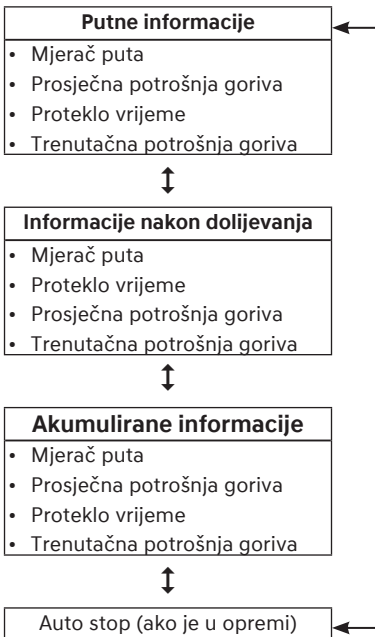 Putne informacije
• Mjerač puta
• Prosječna potrošnja goriva
• Proteklo vrijeme
• Trenutačna potrošnja goriva
Informacije nakon dolijevanja
• Mjerač puta
• Proteklo vrijeme
• Prosječna potrošnja goriva
• Trenutačna potrošnja goriva
Akumulirane informacije
• Mjerač puta
• Prosječna potrošnja goriva
• Proteklo vrijeme
• Trenutačna potrošnja goriva
Auto stop (ako je u opremi)